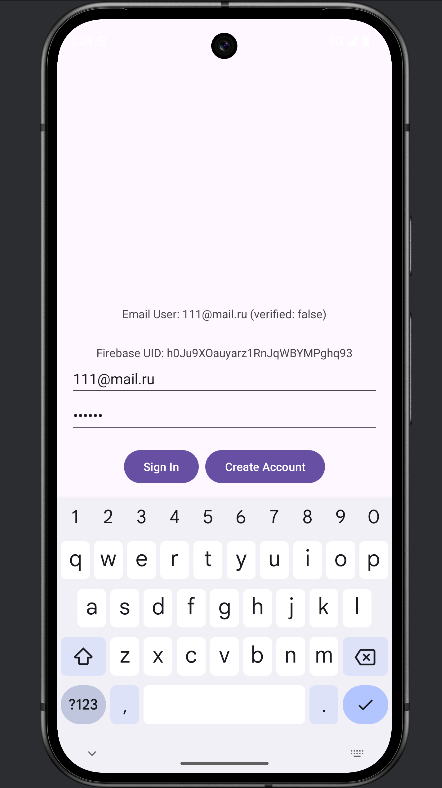 Email User: 111@mail.ru (verified: false)
Firebase UID: h0Ju9XOauyarz1RnJqWBYMPghq93
111@mail.ru
••••••
Sign In Create Account
1 2 3 4 5 6 7 8 9 0
q w e r t y u i o p
a s d f g h j k l
z x c v b n m
?123 , .